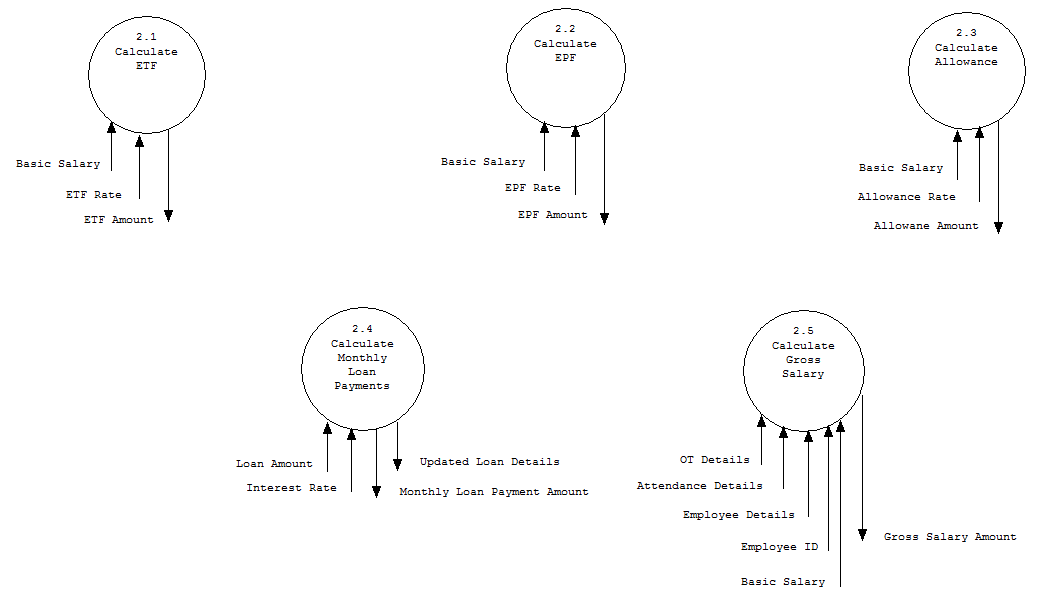 2.1
Calculate
ETF
Basic Salary
ETF Rate
ETF Amount
2.2
Calculate
EPF
Basic Salary
EPF Rate
EPF Amount
2.3
Calculate
Allowance
Basic Salary
Allowance Rate
Allowane Amount
2.4
Calculate
Monthly
Loan
Payments
Loan Amount
Interest Rate
Updated Loan Details
Monthly Loan Payment Amount
2.5
Calculate
Gross
Salary
OT Details
Attendance Details
Employee Details
Employee ID
Basic Salary
Gross Salary Amount